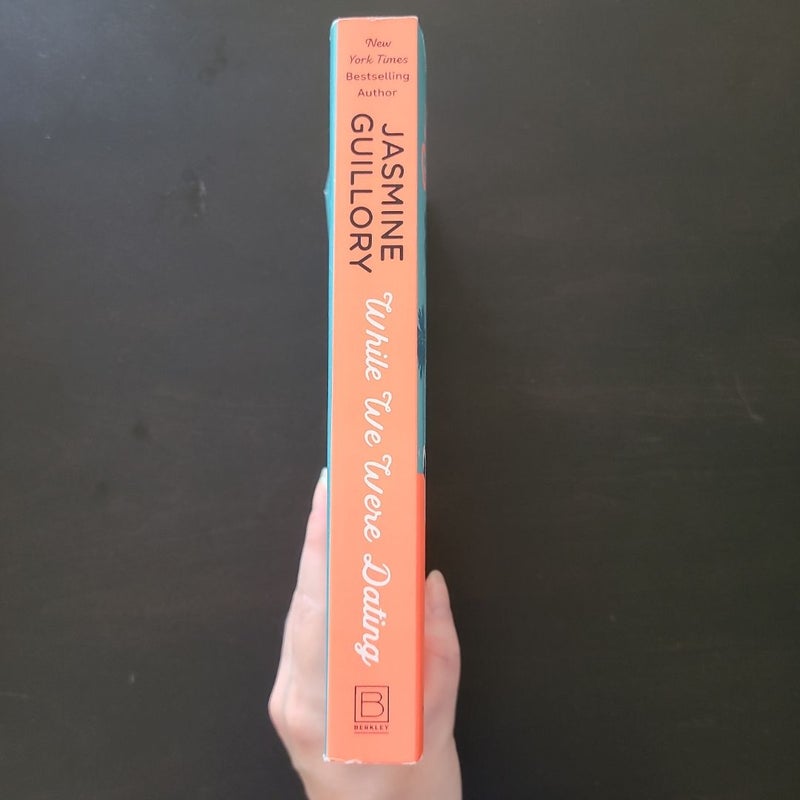 New
York Times
Bestselling
Author
JASMINE
GUILLORY
While We Were Dating
B
BERKLEY